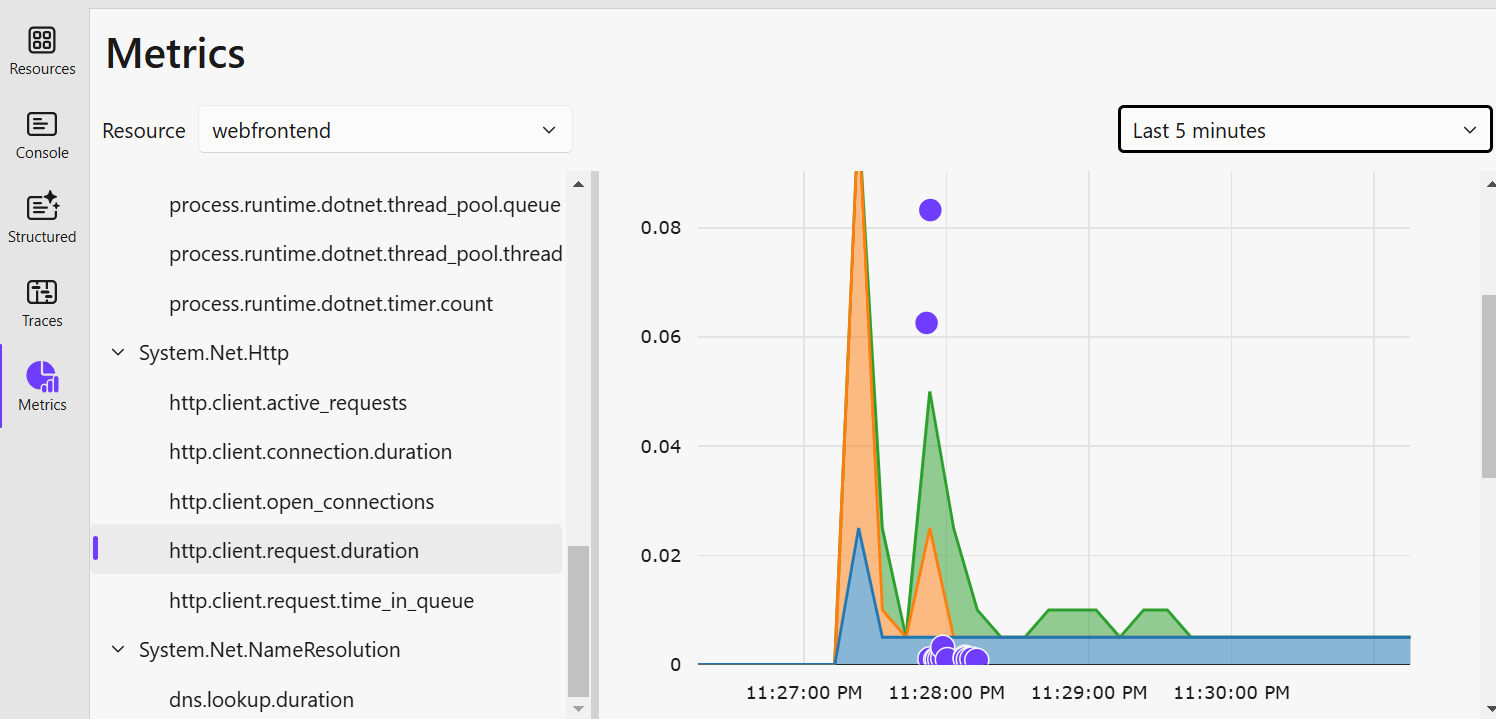 Metrics
Resources
Console
Structured
Traces
Metrics
Resource webfrontend
Last 5 minutes
process.runtime.dotnet.thread_pool.queue
process.runtime.dotnet.thread_pool.thread
process.runtime.dotnet.timer.count
System.Net.Http
http.client.active_requests
http.client.connection.duration
http.client.open_connections
http.client.request.duration
http.client.request.time_in_queue
System.Net.NameResolution
dns.lookup.duration
0.08
0.06
0.04
0.02
0
11:27:00 PM 11:28:00 PM 11:29:00 PM 11:30:00 PM